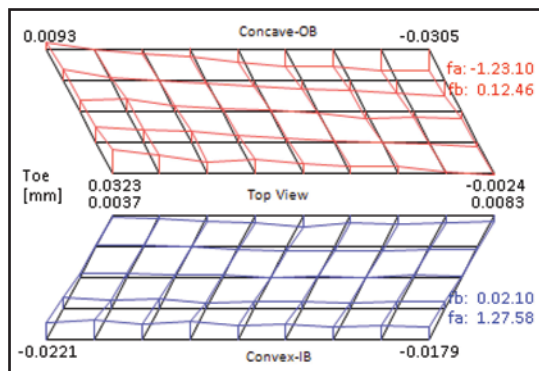 0.0093 Concave-OB -0.0305
fa: -1.23.10
fb: 0.12.46
Toe
[mm]
0.0323 Top View -0.0024
0.0037 0.0083
fb: 0.02.10
fa: 1.27.58
-0.0221 Convex-IB -0.0179